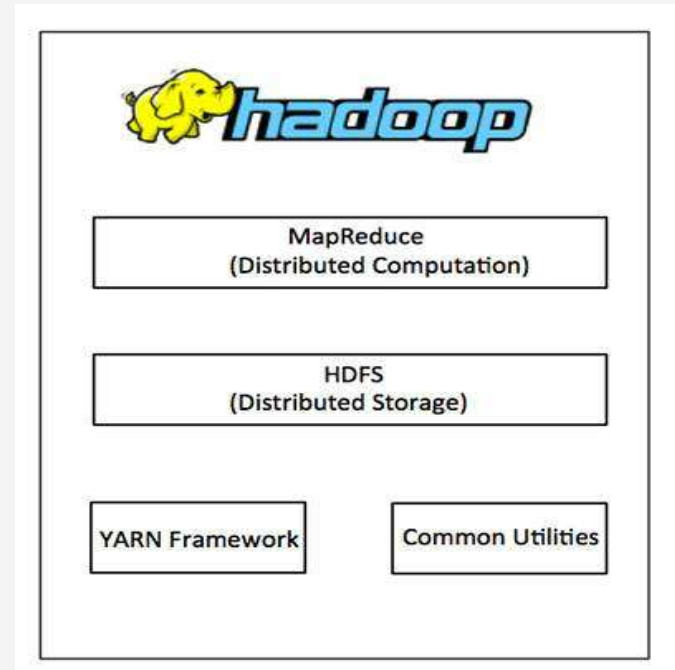 hadoop
MapReduce
(Distributed Computation)
HDFS
(Distributed Storage)
YARN Framework
Common Utilities